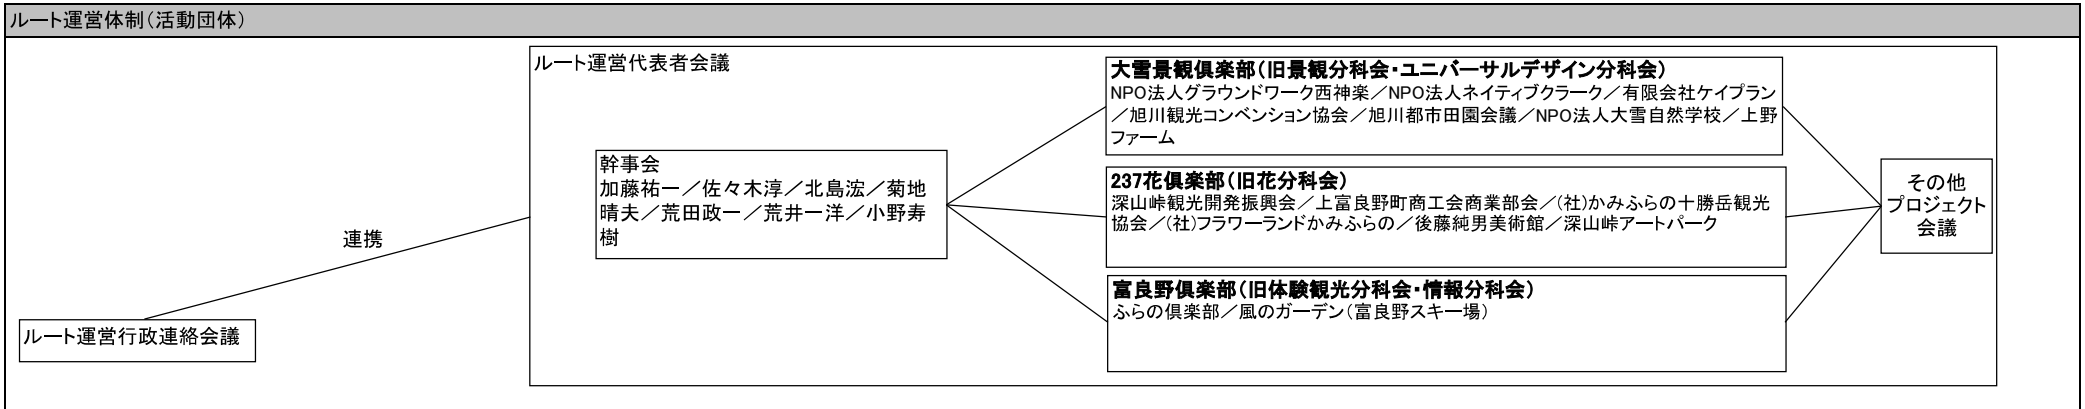 ルート運営体制（活動団体）
ルート運営代表者会議
幹事会
加藤祐一／佐々木淳／北島浤／菊地
晴夫／荒田政一／荒井一洋／小野寿
樹
大雪景観倶楽部（旧景観分科会・ユニバーサルデザイン分科会）
NPO法人グラウンドワーク西神楽／NPO法人ネイティブクラーク／有限会社ケイプラン
／旭川観光コンベンション協会／旭川都市田園会議／NPO法人大雪自然学校／上野
ファーム
237花倶楽部（旧花分科会）
深山峠観光開発振興会／上富良野町商工会商業部会／(社)かみふらの十勝岳観光
協会／(社)フラワーランドかみふらの／後藤純男美術館／深山峠アートパーク
富良野倶楽部（旧体験観光分科会・情報分科会）
ふらの倶楽部／風のガーデン（富良野スキー場）
その他
プロジェクト
会議
連携
ルート運営行政連絡会議